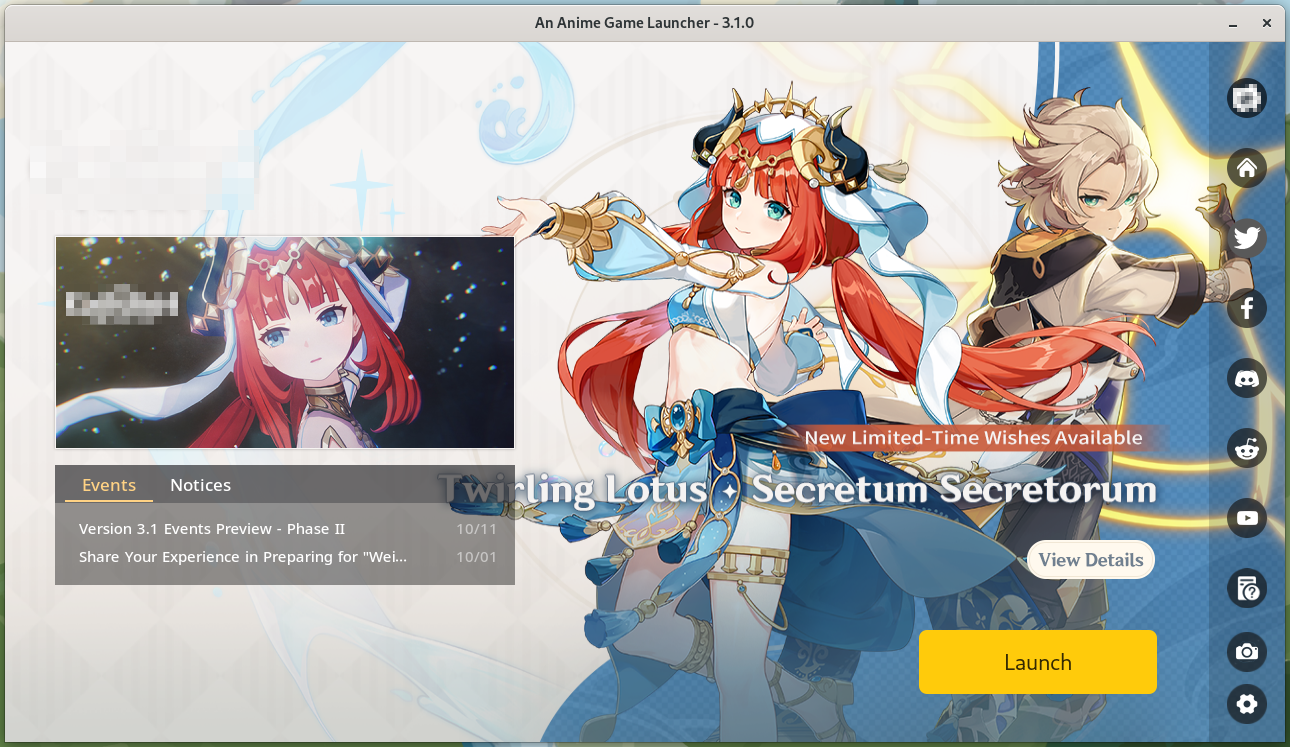 An Anime Game Launcher - 3.1.0
Events
Notices
Version 3.1 Events Preview - Phase II
10/11
Share Your Experience in Preparing for "Wei...
10/01
New Limited-Time Wishes Available
Twirling Lotus ✦ Secretum Secretorum
View Details
Launch